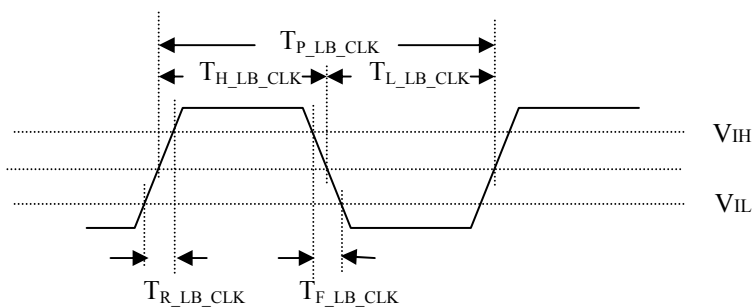 T_P_LB_CLK
T_H_LB_CLK
T_L_LB_CLK
VIH
VIL
T_R_LB_CLK
T_F_LB_CLK